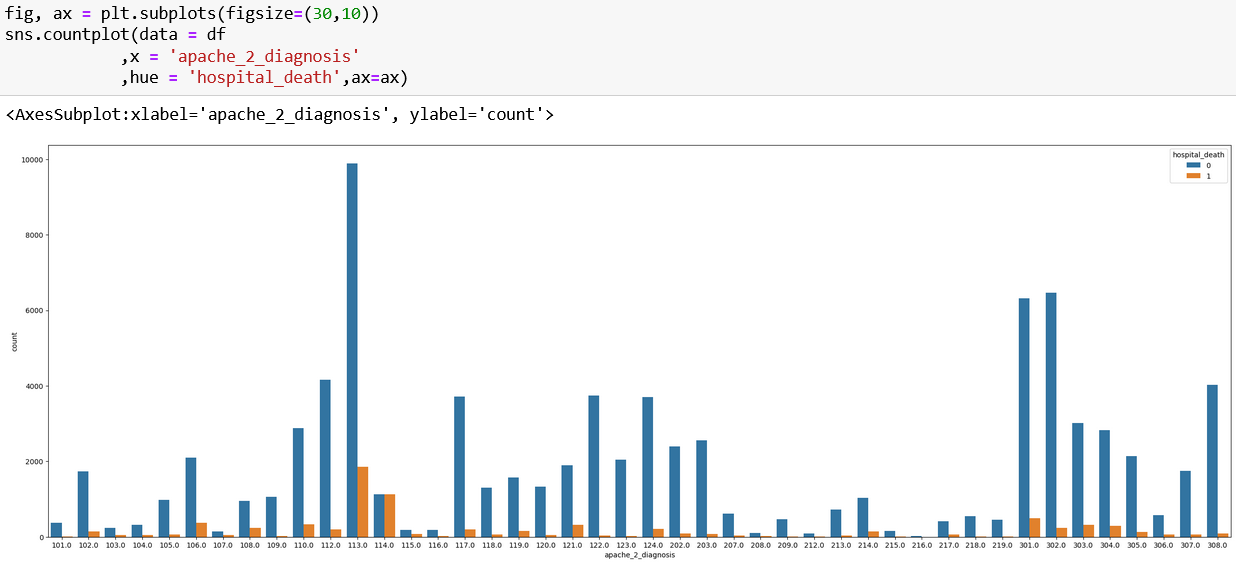 fig, ax = plt.subplots(figsize=(30,10))
sns.countplot(data = df
,x = 'apache_2_diagnosis'
,hue = 'hospital_death',ax=ax)
<AxesSubplot:xlabel='apache_2_diagnosis', ylabel='count'>
hospital_death
0
1
10000
8000
6000
4000
2000
0
count
101.0 102.0 103.0 104.0 105.0 106.0 107.0 108.0 109.0 110.0 112.0 113.0 114.0 115.0 116.0 117.0 118.0 119.0 120.0 121.0 122.0 123.0 124.0 202.0 203.0 207.0 208.0 209.0 212.0 213.0 214.0 215.0 216.0 217.0 218.0 219.0 301.0 302.0 303.0 304.0 305.0 306.0 307.0 308.0
apache_2_diagnosis